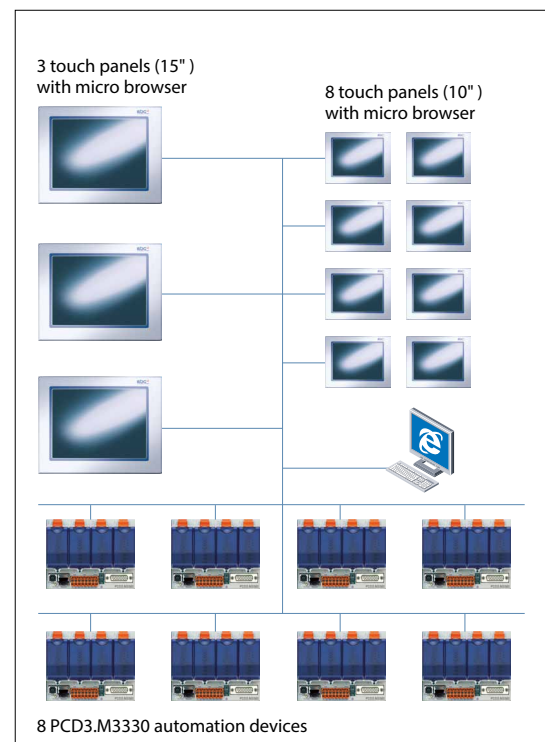 3 touch panels (15" )
with micro browser
8 touch panels (10" )
with micro browser
8 PCD3.M3330 automation devices